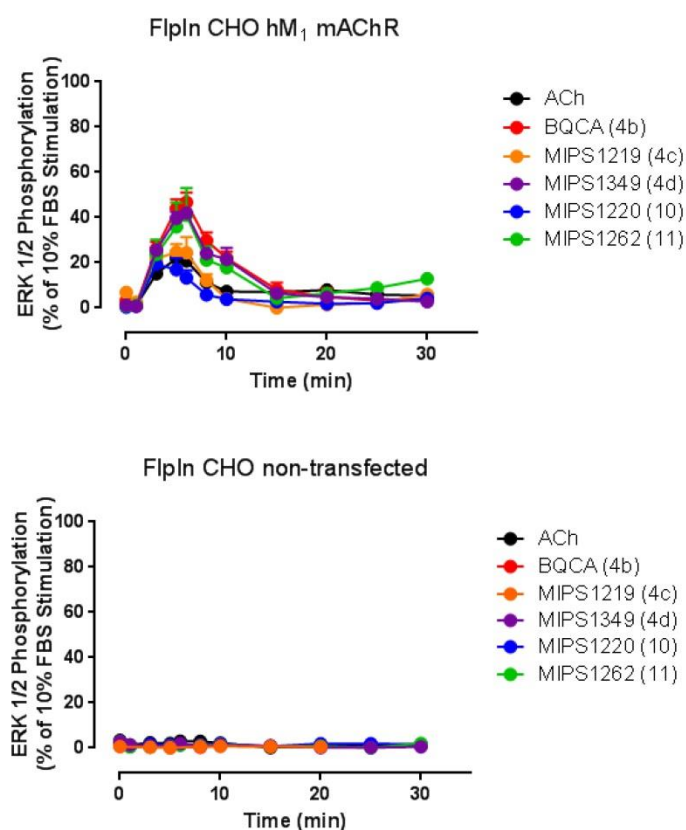 FlpIn CHO hM₁ mAChR
ERK 1/2 Phosphorylation
(% of 10% FBS Stimulation)
100
80
60
40
20
0
0
10
20
30
Time (min)
ACh
BQCA (4b)
MIPS1219 (4c)
MIPS1349 (4d)
MIPS1220 (10)
MIPS1262 (11)
FlpIn CHO non-transfected
ERK 1/2 Phosphorylation
(% of 10% FBS Stimulation)
100
80
60
40
20
0
0
10
20
30
Time (min)
ACh
BQCA (4b)
MIPS1219 (4c)
MIPS1349 (4d)
MIPS1220 (10)
MIPS1262 (11)